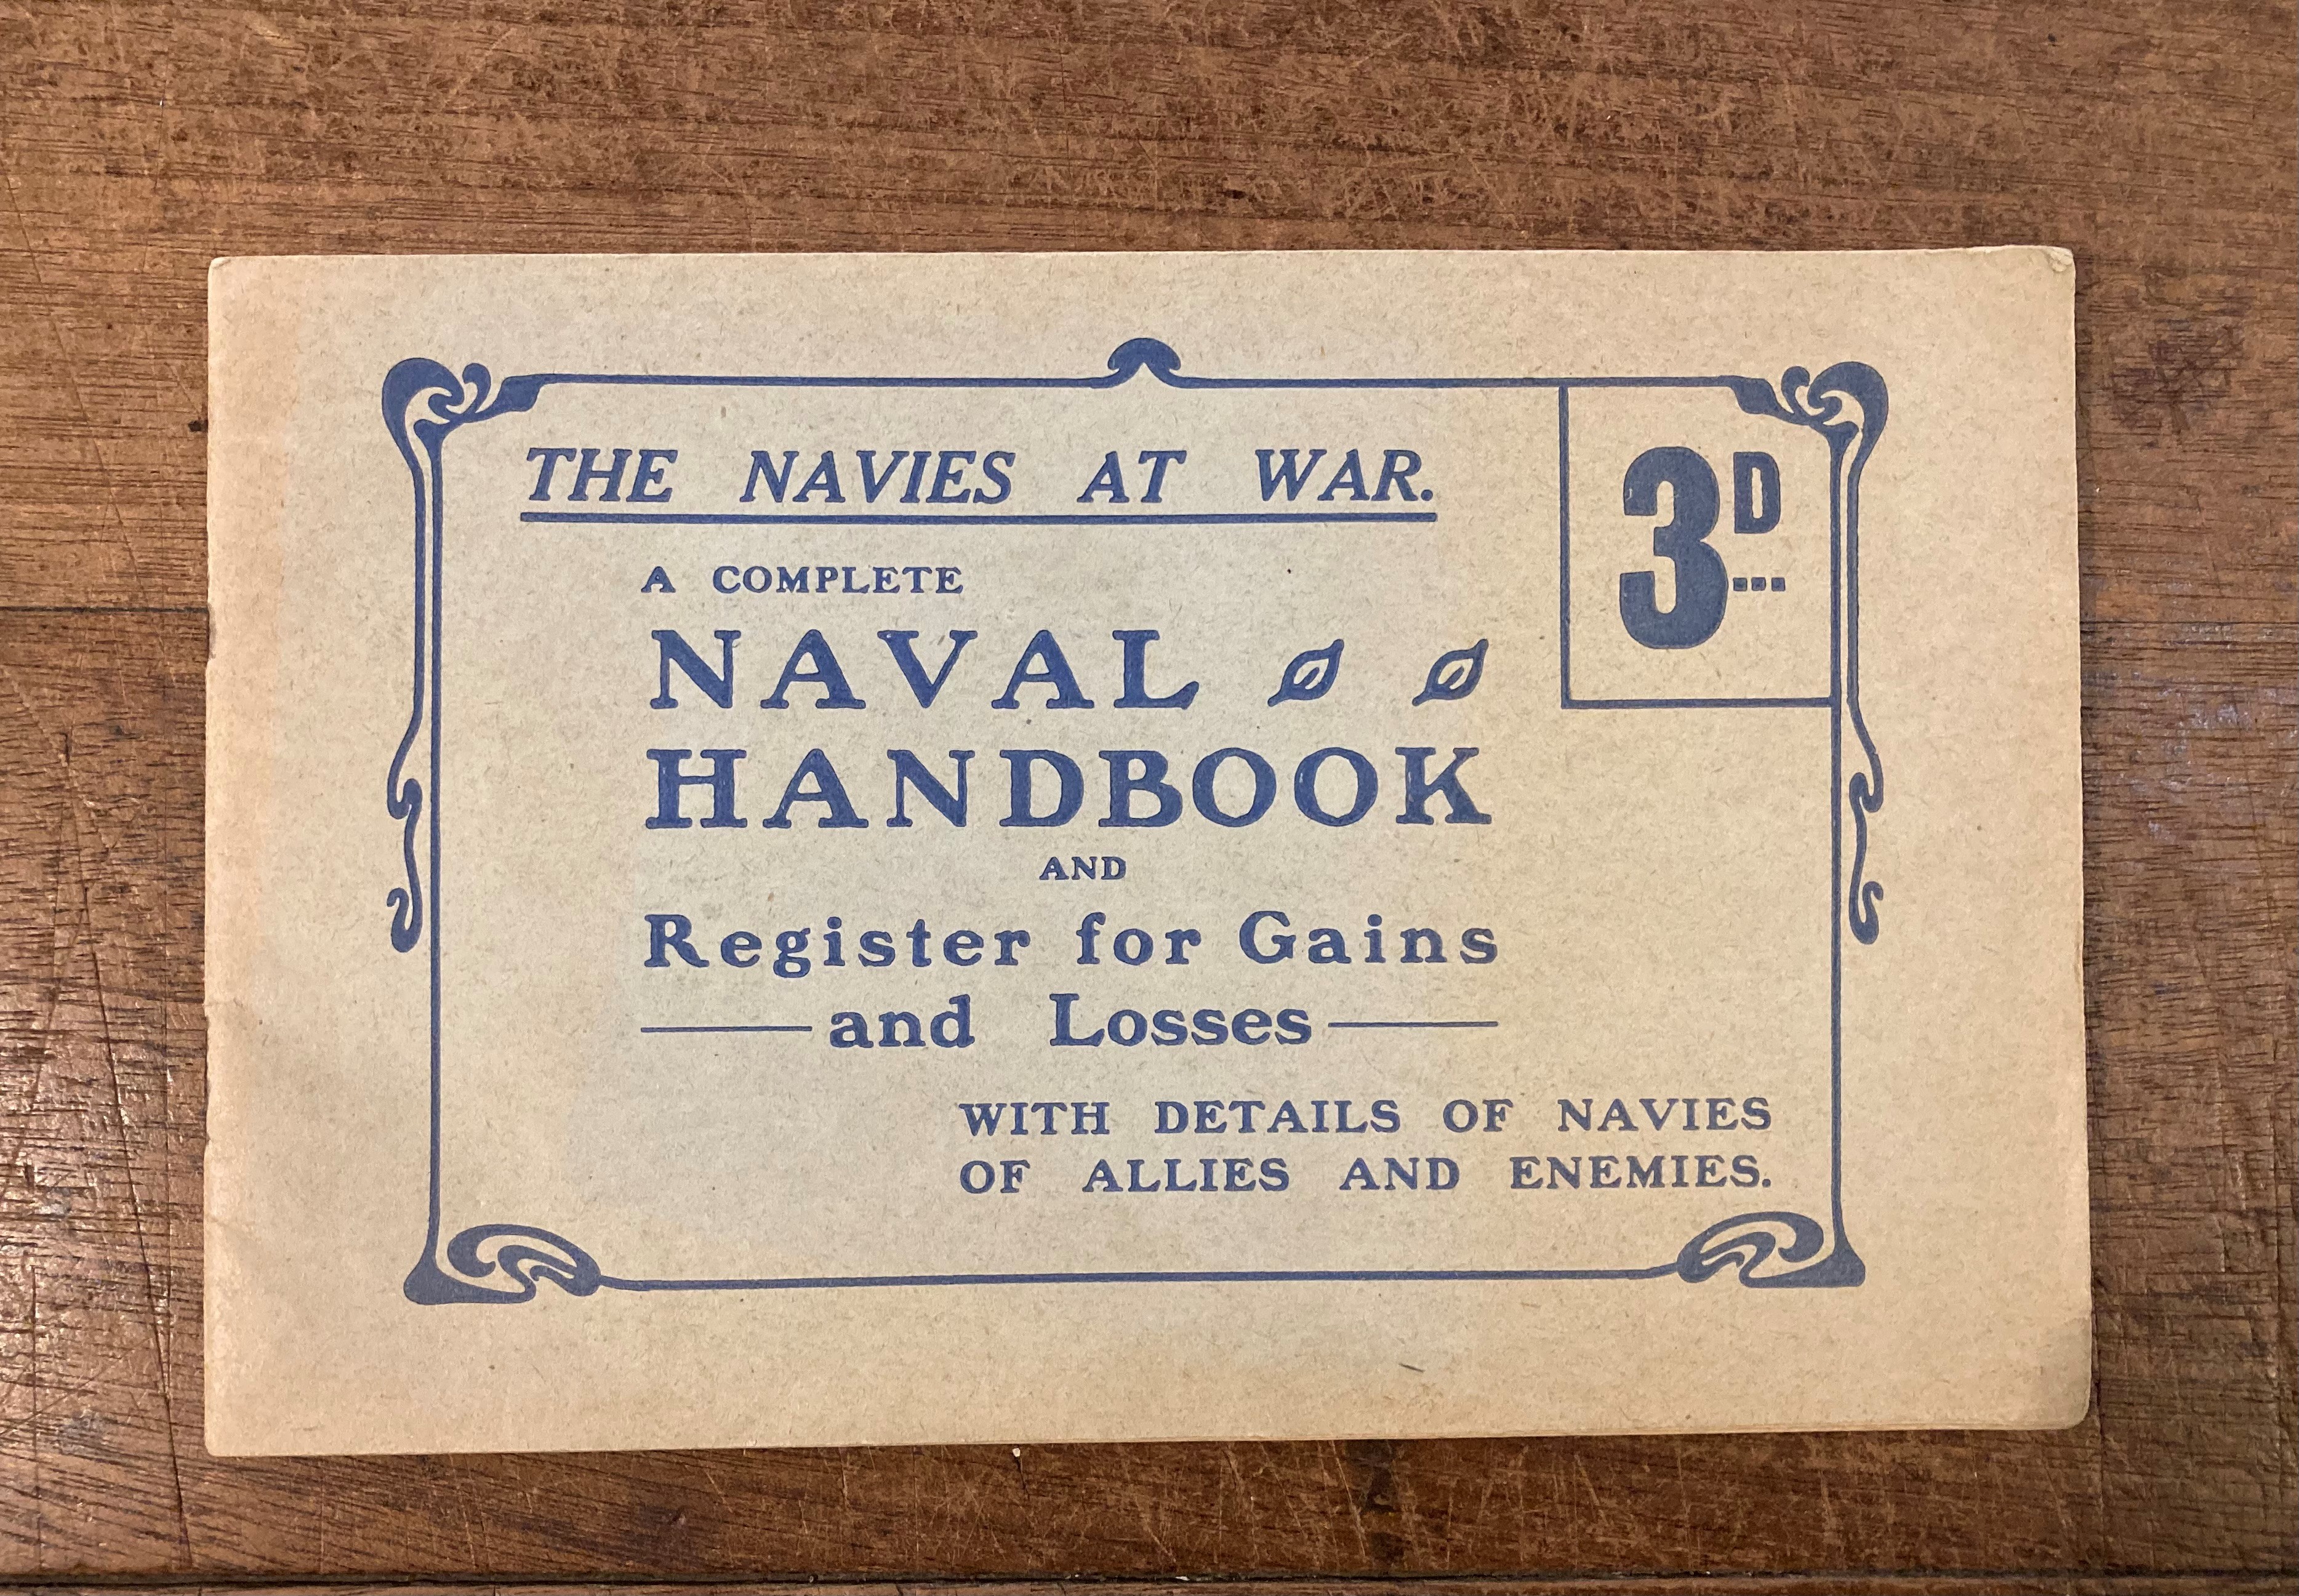 THE NAVIES AT WAR.
3D
A COMPLETE
NAVAL
HANDBOOK
AND
Register for Gains
and Losses
WITH DETAILS OF NAVIES
OF ALLIES AND ENEMIES.